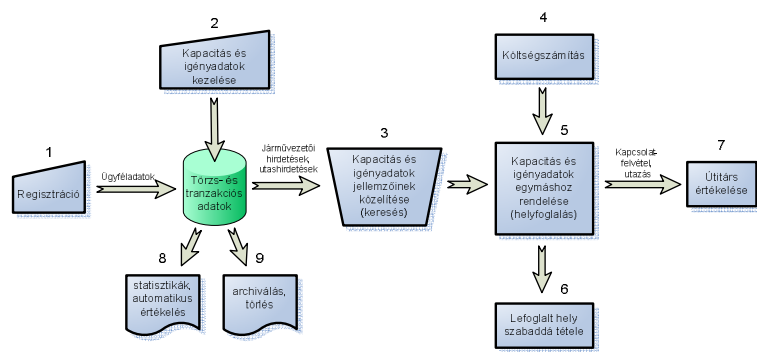 1
Regisztráció
Ügyféladatok
2
Kapacitás és
igényadatok
kezelése
Törzs- és
tranzakciós
adatok
Járművezetői
hirdetések,
utashirdetések
3
Kapacitás és
igényadatok
jellemzőinek
közelítése
(keresés)
4
Költségszámítás
5
Kapacitás és
igényadatok
egymáshoz
rendelése
(helyfoglalás)
Kapcsolat-
felvétel,
utazás
7
Útitárs
értékelése
8
statisztikák,
automatikus
értékelés
9
archiválás,
törlés
6
Lefoglalt hely
szabaddá tétele